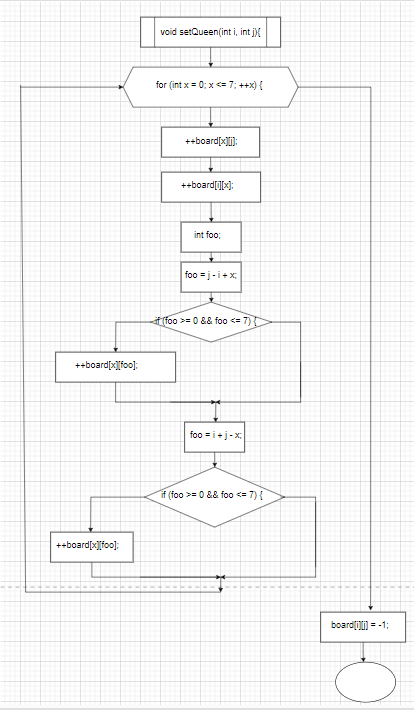 void setQueen(int i, int j){
for (int x = 0; x <= 7; ++x) {
++board[x][j];
++board[i][x];
int foo;
foo = j - i + x;
if (foo >= 0 && foo <= 7) {
++board[x][foo];
foo = i + j - x;
if (foo >= 0 && foo <= 7) {
++board[x][foo];
board[i][j] = -1;